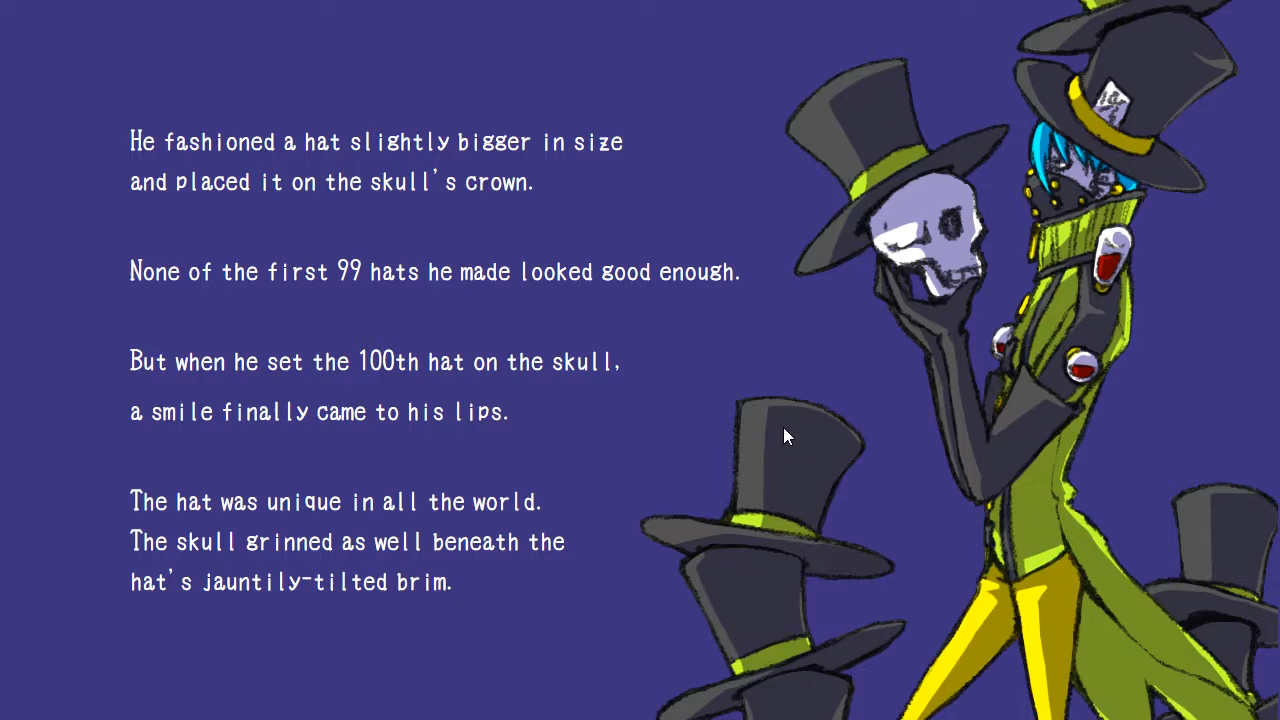 He fashioned a hat slightly bigger in size
and placed it on the skull's crown.
None of the first 99 hats he made looked good enough.
But when he set the 100th hat on the skull,
a smile finally came to his lips.
The hat was unique in all the world.
The skull grinned as well beneath the
hat's jauntily-tilted brim.